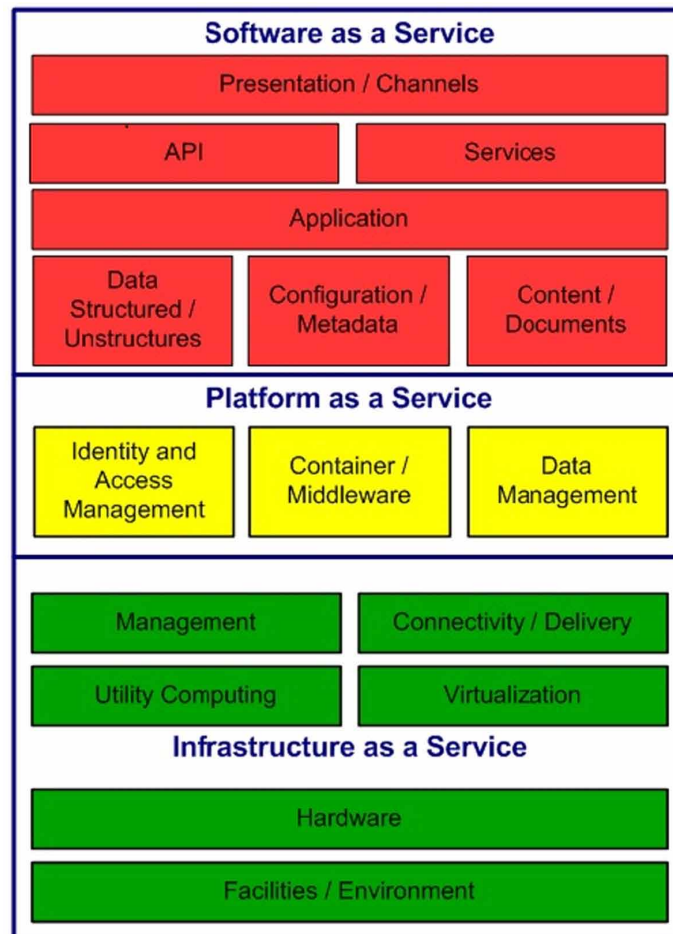 Software as a Service
Presentation / Channels
API
Services
Application
Data
Structured /
Unstructures
Configuration /
Metadata
Content /
Documents
Platform as a Service
Identity and
Access
Management
Container /
Middleware
Data
Management
Management
Connectivity / Delivery
Utility Computing
Virtualization
Infrastructure as a Service
Hardware
Facilities / Environment